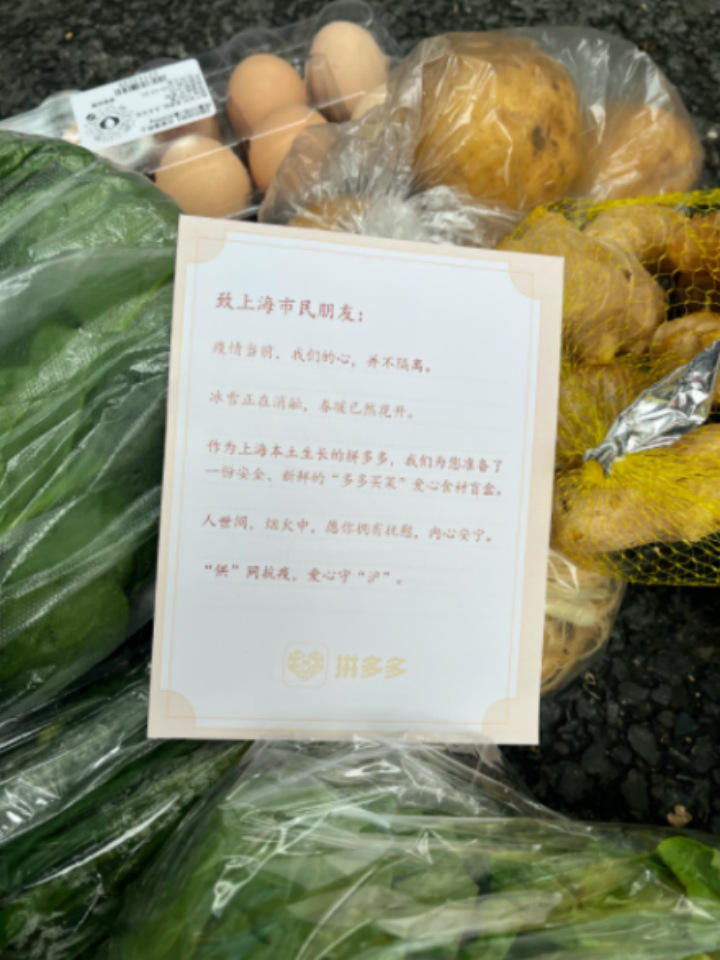 致上海市民朋友：
疫情当前，我们的心，并不隔离。
冰雪正在消融，春暖已然花开。
作为上海本土生长的拼多多，我们为您准备了
一份安全、新鲜的“多多买菜”爱心食材盲盒。
人世间，烟火中，愿你拥有抚慰，内心安宁。
“供”同抗疫，爱心守“沪”。
拼多多